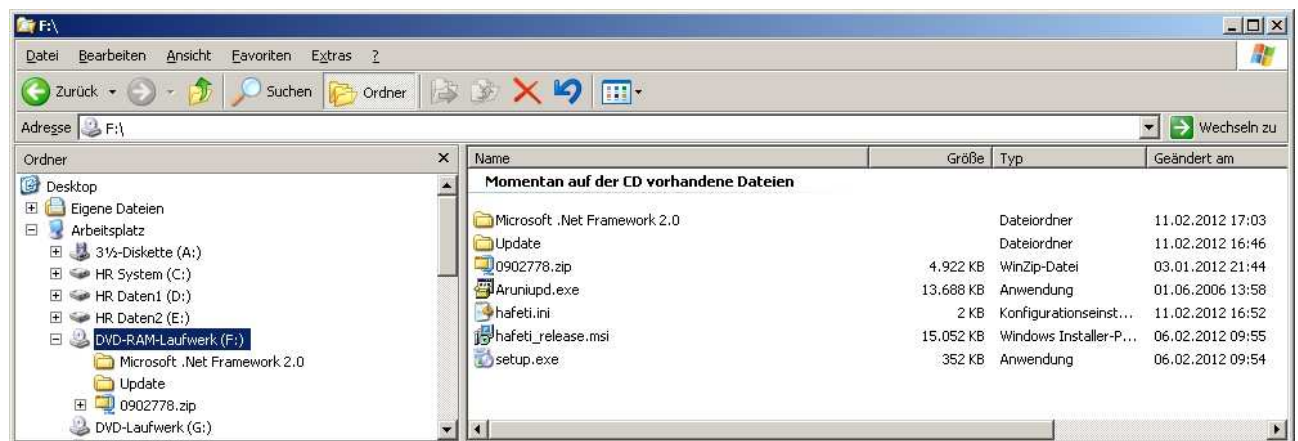 F:\
Datei Bearbeiten Ansicht Favoriten Extras ?
Zurück Suchen Ordner
Adresse F:\ Wechseln zu
Ordner
Desktop
Eigene Dateien
Arbeitsplatz
3½-Diskette (A:)
HR System (C:)
HR Daten1 (D:)
HR Daten2 (E:)
DVD-RAM-Laufwerk (F:)
Microsoft .Net Framework 2.0
Update
0902778.zip
DVD-Laufwerk (G:)
Name Größe Typ Geändert am
Momentan auf der CD vorhandene Dateien
Microsoft .Net Framework 2.0 Dateiordner 11.02.2012 17:03
Update Dateiordner 11.02.2012 16:46
0902778.zip 4.922 KB WinZip-Datei 03.01.2012 21:44
Aruniupd.exe 13.688 KB Anwendung 01.06.2006 13:58
hafeti.ini 2 KB Konfigurationseinst... 11.02.2012 16:52
hafeti_release.msi 15.052 KB Windows Installer-P... 06.02.2012 09:55
setup.exe 352 KB Anwendung 06.02.2012 09:54